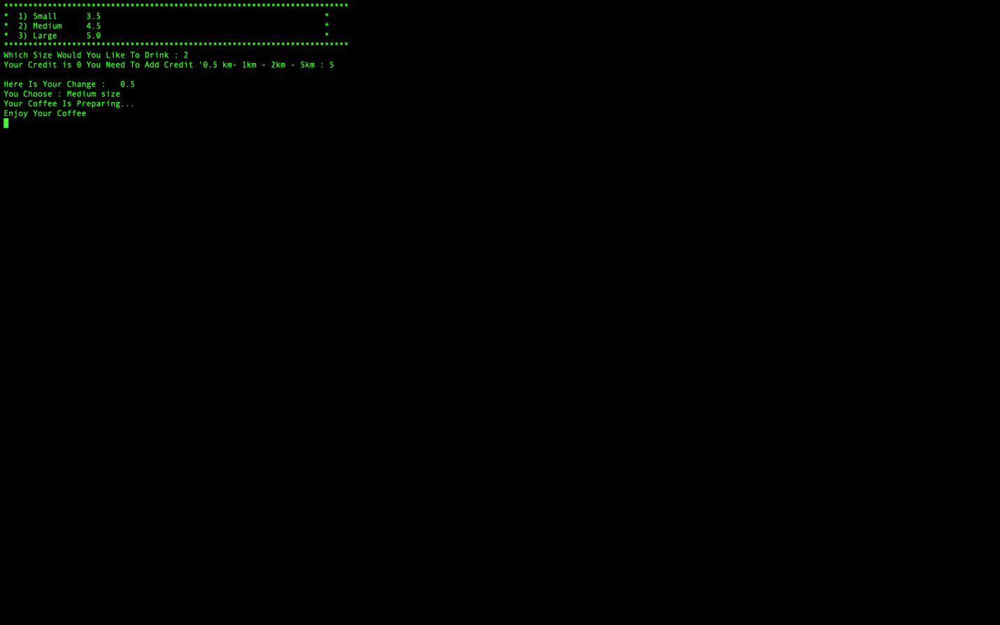 ***********************************************************************
*  1) Small      3.5                                              *
*  2) Medium     4.5                                              *
*  3) Large      5.0                                              *
***********************************************************************
Which Size Would You Like To Drink : 2
Your Credit is 0 You Need To Add Credit '0.5 km- 1km - 2km - 5km : 5
Here Is Your Change :   0.5
You Choose : Medium size
Your Coffee Is Preparing...
Enjoy Your Coffee